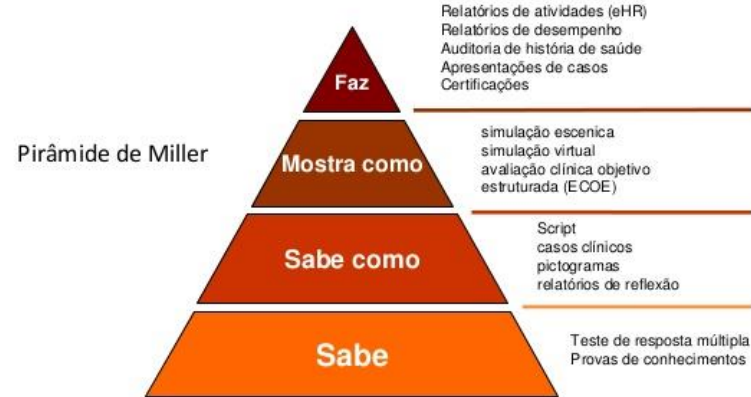 Relatórios de atividades (eHR)
Relatórios de desempenho
Auditoria de história de saúde
Apresentações de casos
Certificações
Faz
Pirâmide de Miller
Mostra como
simulação escenica
simulação virtual
avaliação clínica objetivo
estruturada (ECOE)
Sabe como
Script
casos clínicos
pictogramas
relatórios de reflexão
Sabe
Teste de resposta múltipla
Provas de conhecimentos